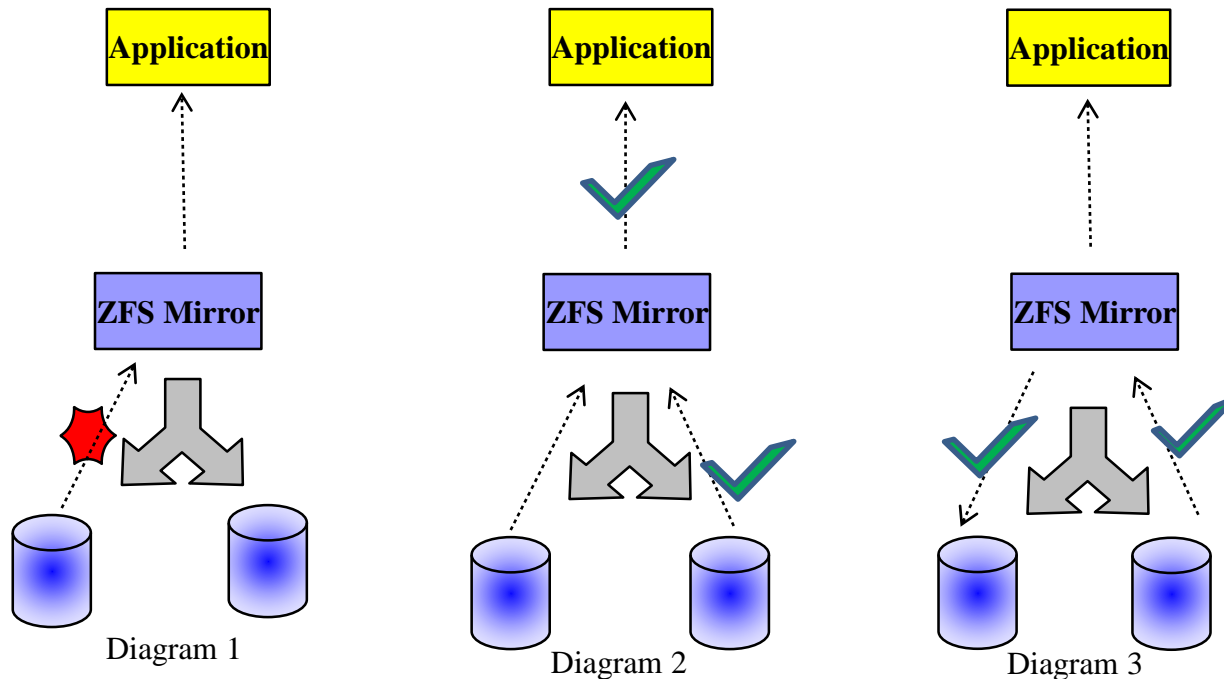 Application
ZFS Mirror
Diagram 1
Application
ZFS Mirror
Diagram 2
Application
ZFS Mirror
Diagram 3